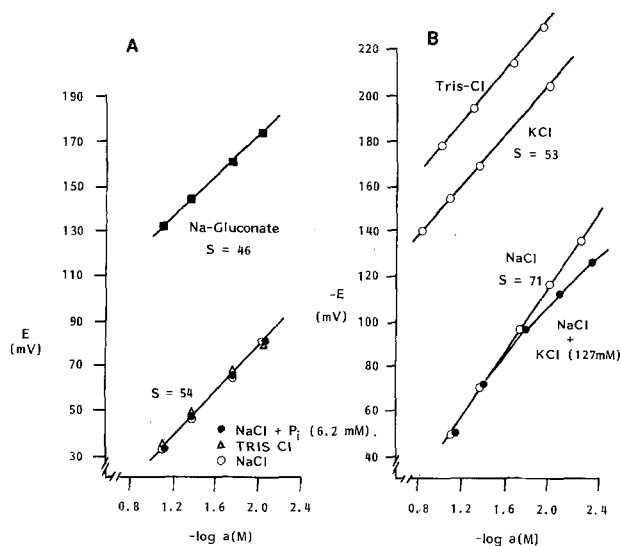 A
190
170
150
130
110
90
70
50
30
E
(mV)
Na-Gluconate
S = 46
S = 54
NaCl + Pi (6.2 mM)
TRIS Cl
NaCl
0.8 1.2 1.6 2.0 2.4
-log a(M)
B
220
200
180
160
140
120
100
80
60
40
-E
(mV)
Tris-Cl
KCl
S = 53
NaCl
S = 71
NaCl
+
KCl (127mM)
0.8 1.2 1.6 2.0 2.4
-log a(M)